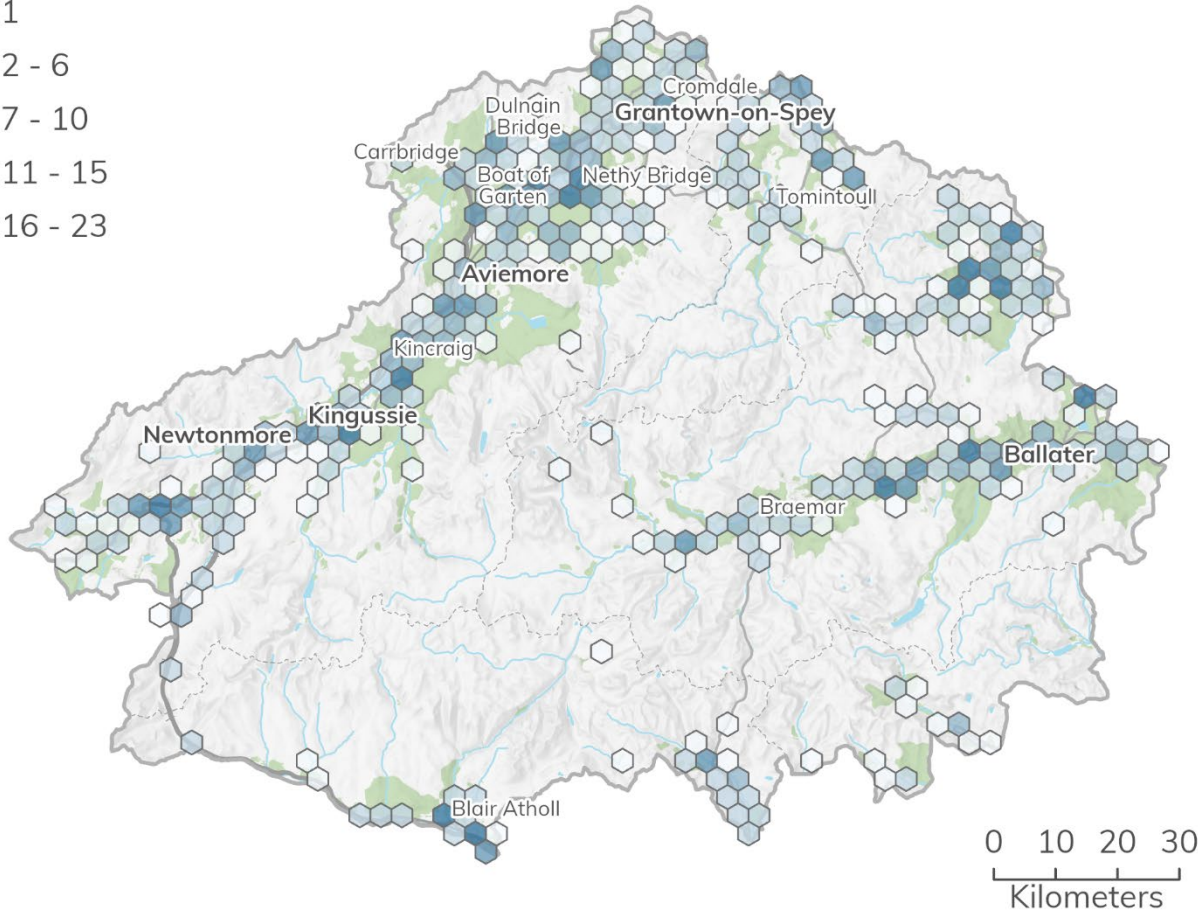 1
2 - 6
7 - 10
11 - 15
16 - 23
Cromdale
Dulnain
Bridge
Grantown-on-Spey
Carrbridge
Boat of
Garten
Nethy Bridge
Tomintoull
Aviemore
Kincraig
Kingussie
Newtonmore
Ballater
Braemar
Blair Atholl
0 10 20 30
Kilometers